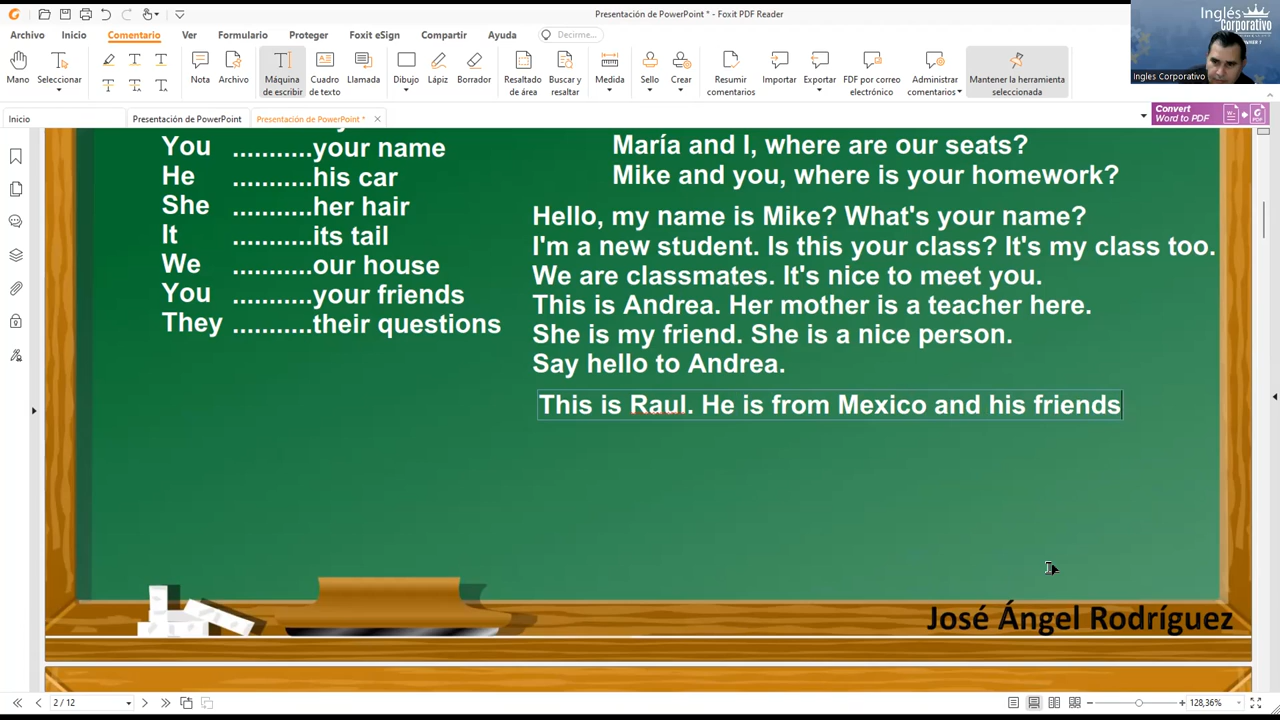 Presentación de PowerPoint * - Foxit PDF Reader
Inglés
Corporativo
Ingles Corporativo
Archivo Inicio Comentario Ver Formulario Proteger Foxit eSign Compartir Ayuda Decirme...
Mano Seleccionar Nota Archivo Máquina de escribir Cuadro de texto Llamada Dibujo Lápiz Borrador Resaltado de área Buscar y resaltar Medida Sello Crear Resumir comentarios Importar Exportar FDF por correo electrónico Administrar comentarios Mantener la herramienta seleccionada
Inicio Presentación de PowerPoint Presentación de PowerPoint *
Convert
Word to PDF
You ...........your name
He ...........his car
She ...........her hair
It ...........its tail
We ...........our house
You ...........your friends
They ...........their questions
María and I, where are our seats?
Mike and you, where is your homework?
Hello, my name is Mike? What's your name?
I'm a new student. Is this your class? It's my class too.
We are classmates. It's nice to meet you.
This is Andrea. Her mother is a teacher here.
She is my friend. She is a nice person.
Say hello to Andrea.
This is Raul. He is from Mexico and his friends
José Ángel Rodríguez
2 / 12
128,36%